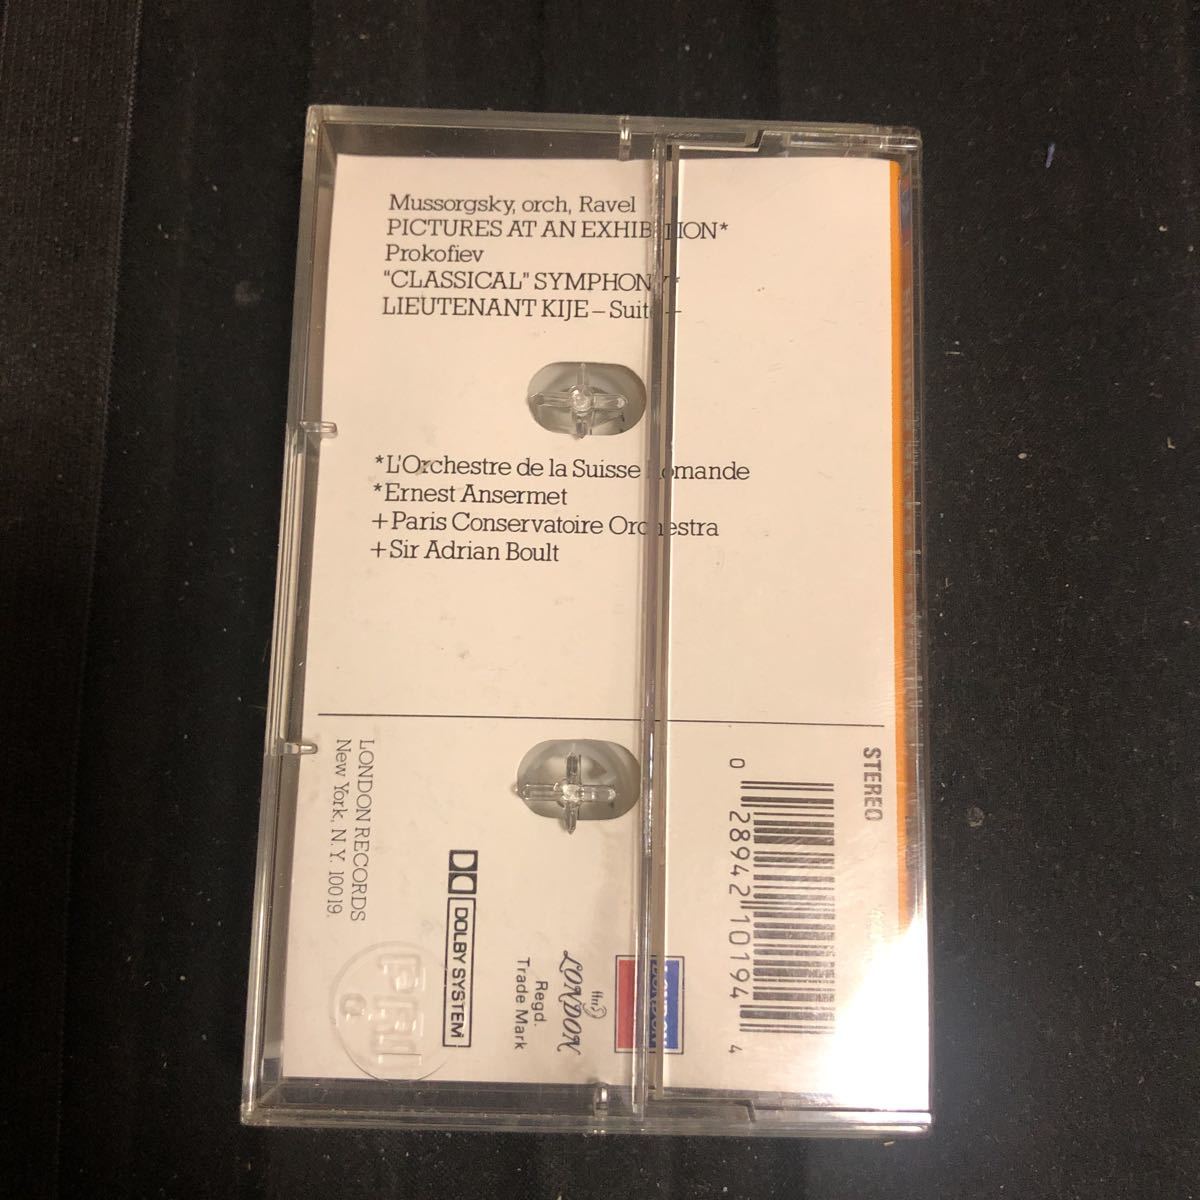 Mussorgsky, orch, Ravel
PICTURES AT AN EXHIBITION*
Prokofiev
"CLASSICAL" SYMPHONY*
LIEUTENANT KIJE – Suite+
*L'Orchestre de la Suisse Romande
*Ernest Ansermet
+Paris Conservatoire Orchestra
+Sir Adrian Boult
STEREO
0 28942 10194 4
LONDON
LONDON
Regd.
Trade Mark
DOLBY SYSTEM
LONDON RECORDS
New York, N.Y. 10019.